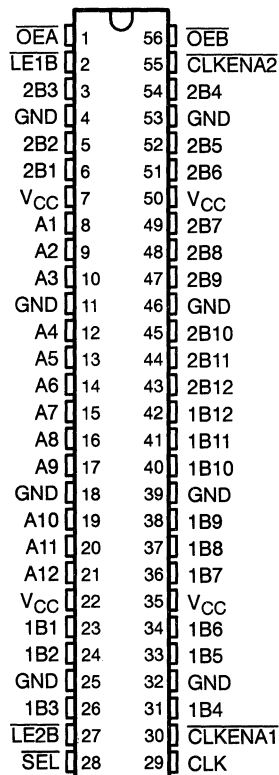 OEA 1 56 OEB
LE1B 2 55 CLKENA2
2B3 3 54 2B4
GND 4 53 GND
2B2 5 52 2B5
2B1 6 51 2B6
VCC 7 50 VCC
A1 8 49 2B7
A2 9 48 2B8
A3 10 47 2B9
GND 11 46 GND
A4 12 45 2B10
A5 13 44 2B11
A6 14 43 2B12
A7 15 42 1B12
A8 16 41 1B11
A9 17 40 1B10
GND 18 39 GND
A10 19 38 1B9
A11 20 37 1B8
A12 21 36 1B7
VCC 22 35 VCC
1B1 23 34 1B6
1B2 24 33 1B5
GND 25 32 GND
1B3 26 31 1B4
LE2B 27 30 CLKENA1
SEL 28 29 CLK